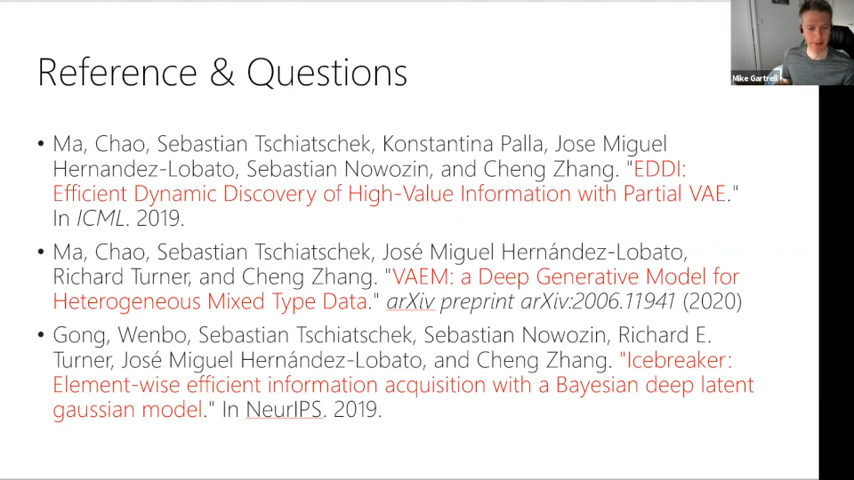 Reference & Questions
Mike Gartrell
• Ma, Chao, Sebastian Tschiatschek, Konstantina Palla, Jose Miguel
Hernandez-Lobato, Sebastian Nowozin, and Cheng Zhang. "EDDI:
Efficient Dynamic Discovery of High-Value Information with Partial VAE."
In ICML. 2019.
• Ma, Chao, Sebastian Tschiatschek, José Miguel Hernández-Lobato,
Richard Turner, and Cheng Zhang. "VAEM: a Deep Generative Model for
Heterogeneous Mixed Type Data." arXiv preprint arXiv:2006.11941 (2020)
• Gong, Wenbo, Sebastian Tschiatschek, Sebastian Nowozin, Richard E.
Turner, José Miguel Hernández-Lobato, and Cheng Zhang. "Icebreaker:
Element-wise efficient information acquisition with a Bayesian deep latent
gaussian model." In NeurIPS. 2019.